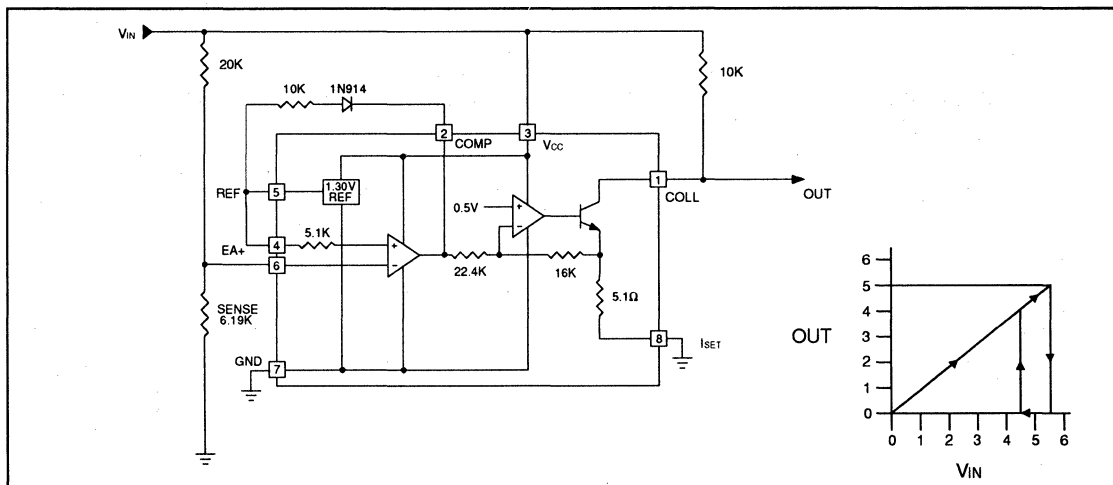 VIN
20K
10K
1N914
10K
2
COMP
3
VCC
REF
5
1.30V
REF
1
COLL
OUT
0.5V
EA+
4
5.1K
6
22.4K
16K
5.1Ω
SENSE
6.19K
GND
7
8
ISET
OUT
6
5
4
3
2
1
0
0 1 2 3 4 5 6
VIN
+
−
+
−